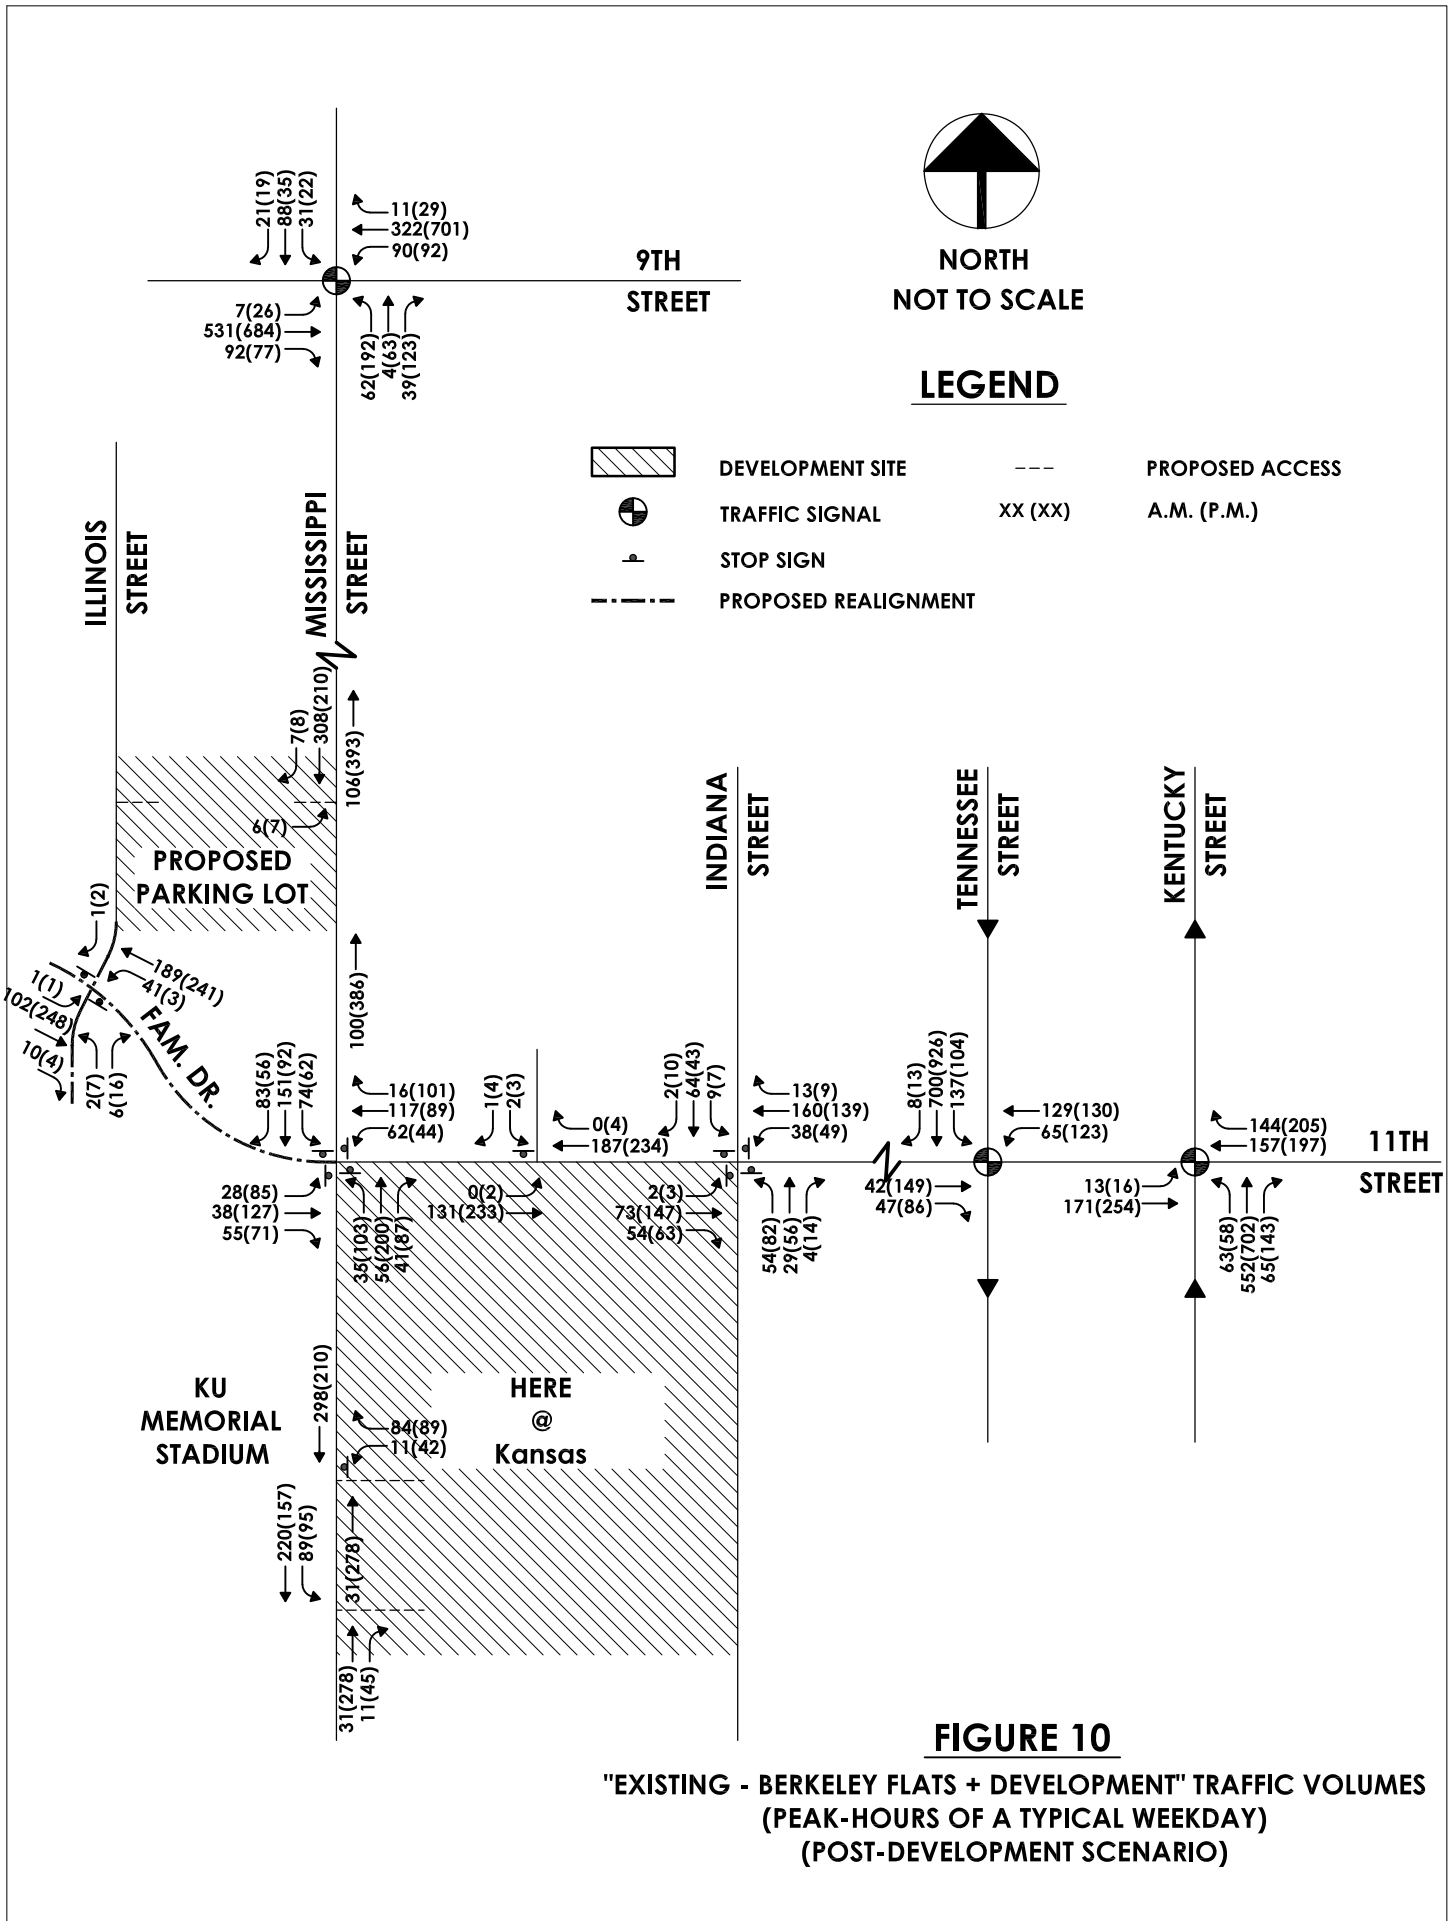 21(19)
88(35)
31(22)
11(29)
322(701)
90(92)
9TH
STREET
7(26)
531(684)
92(77)
62(192)
4(63)
39(123)
NORTH
NOT TO SCALE
LEGEND
DEVELOPMENT SITE
PROPOSED ACCESS
TRAFFIC SIGNAL
XX (XX)
A.M. (P.M.)
STOP SIGN
PROPOSED REALIGNMENT
ILLINOIS
STREET
MISSISSIPPI
STREET
7(8)
308(210)
106(393)
6(7)
PROPOSED
PARKING LOT
INDIANA
STREET
TENNESSEE
STREET
KENTUCKY
STREET
1(2)
189(241)
41(3)
1(1)
102(248)
10(4)
2(7)
6(16)
FAM. DR.
100(386)
83(56)
151(92)
74(62)
16(101)
117(89)
62(44)
1(4)
2(3)
0(4)
187(234)
2(10)
64(43)
9(7)
13(9)
160(139)
38(49)
8(13)
700(926)
137(104)
129(130)
65(123)
144(205)
157(197)
11TH
STREET
28(85)
38(127)
55(71)
35(103)
56(200)
41(87)
0(2)
131(233)
2(3)
73(147)
54(63)
54(82)
29(56)
4(14)
42(149)
47(86)
13(16)
171(254)
63(58)
552(702)
65(143)
KU
MEMORIAL
STADIUM
298(210)
HERE
@
Kansas
84(89)
11(42)
220(157)
89(95)
31(278)
31(278)
11(45)
FIGURE 10
"EXISTING - BERKELEY FLATS + DEVELOPMENT" TRAFFIC VOLUMES
(PEAK-HOURS OF A TYPICAL WEEKDAY)
(POST-DEVELOPMENT SCENARIO)